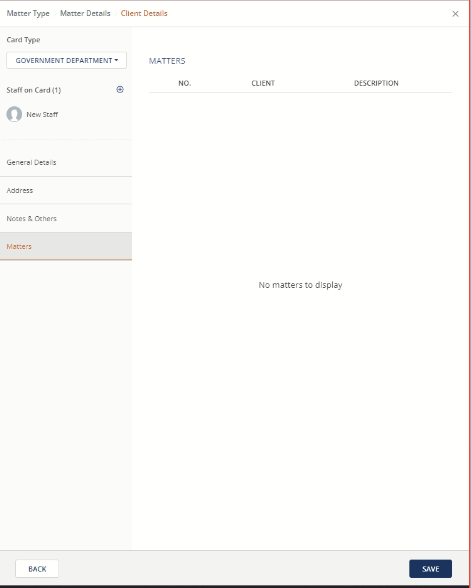 Matter Type Matter Details Client Details
Card Type
GOVERNMENT DEPARTMENT
Staff on Card (1)
New Staff
General Details
Address
Notes & Others
Matters
MATTERS
NO. CLIENT DESCRIPTION
No matters to display
BACK SAVE